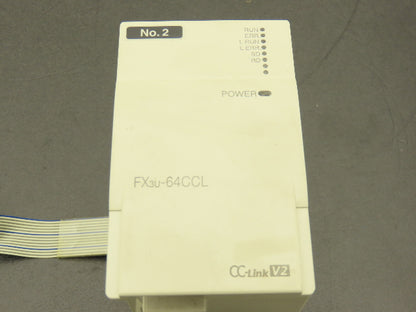 No. 2
RUN
ERR.
L RUN
L ERR.
SD
RD
POWER
FX3U-64CCL
CC-Link V2